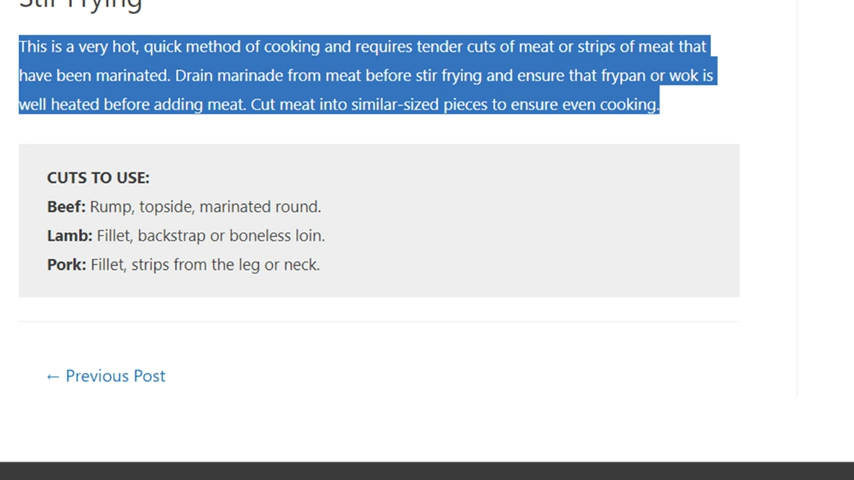 Stir Frying
This is a very hot, quick method of cooking and requires tender cuts of meat or strips of meat that
have been marinated. Drain marinade from meat before stir frying and ensure that frypan or wok is
well heated before adding meat. Cut meat into similar-sized pieces to ensure even cooking.
CUTS TO USE:
Beef: Rump, topside, marinated round.
Lamb: Fillet, backstrap or boneless loin.
Pork: Fillet, strips from the leg or neck.
← Previous Post